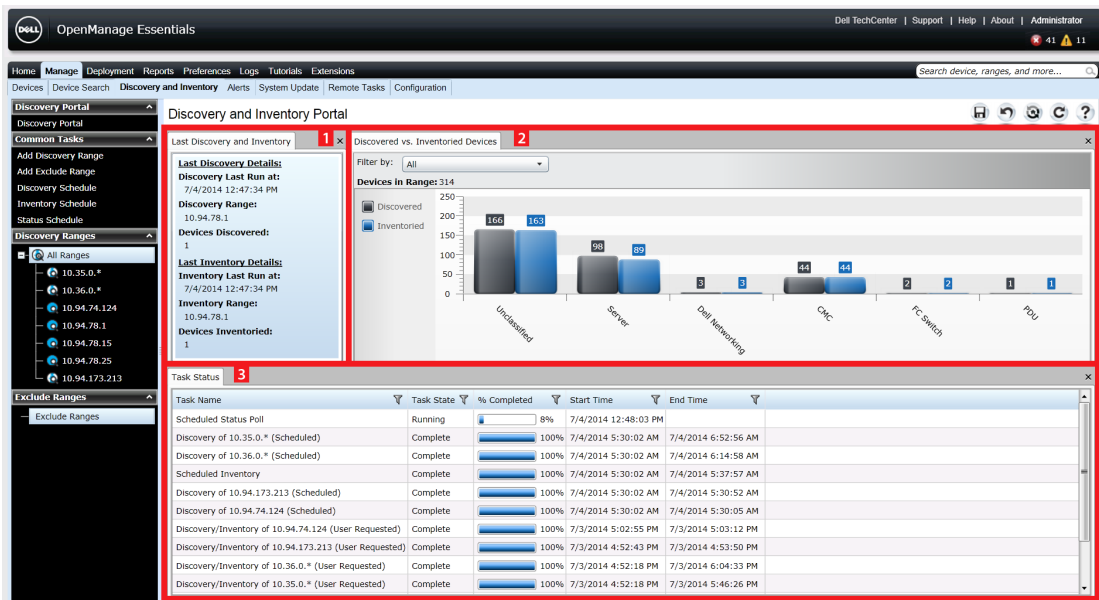 DELL
OpenManage Essentials
Dell TechCenter | Support | Help | About | Administrator
41 11
Home Manage Deployment Reports Preferences Logs Tutorials Extensions
Search device, ranges, and more...
Devices Device Search Discovery and Inventory Alerts System Update Remote Tasks Configuration
Discovery Portal
Discovery Portal
Common Tasks
Add Discovery Range
Add Exclude Range
Discovery Schedule
Inventory Schedule
Status Schedule
Discovery Ranges
All Ranges
10.35.0.*
10.36.0.*
10.94.74.124
10.94.78.1
10.94.78.15
10.94.78.25
10.94.173.213
Exclude Ranges
Exclude Ranges
Discovery and Inventory Portal
?
Last Discovery and Inventory 1 ×
Last Discovery Details:
Discovery Last Run at:
7/4/2014 12:47:34 PM
Discovery Range:
10.94.78.1
Devices Discovered:
1
Last Inventory Details:
Inventory Last Run at:
7/4/2014 12:47:34 PM
Inventory Range:
10.94.78.1
Devices Inventoried:
1
Discovered vs. Inventoried Devices 2 ×
Filter by: All
Devices in Range: 314
Discovered
Inventoried
250
200
150
100
50
0
166 163
98 89
3 3
44 44
2 2
1 1
Unclassified
Server
Dell Networking
CMC
FC Switch
PDU
Task Status 3 ×
Task Name Task State % Completed Start Time End Time
Scheduled Status Poll Running 8% 7/4/2014 12:48:03 PM
Discovery of 10.35.0.* (Scheduled) Complete 100% 7/4/2014 5:30:02 AM 7/4/2014 6:52:56 AM
Discovery of 10.36.0.* (Scheduled) Complete 100% 7/4/2014 5:30:02 AM 7/4/2014 6:14:58 AM
Scheduled Inventory Complete 100% 7/4/2014 5:30:02 AM 7/4/2014 5:37:57 AM
Discovery of 10.94.173.213 (Scheduled) Complete 100% 7/4/2014 5:30:02 AM 7/4/2014 5:30:52 AM
Discovery of 10.94.74.124 (Scheduled) Complete 100% 7/4/2014 5:30:02 AM 7/4/2014 5:30:05 AM
Discovery/Inventory of 10.94.74.124 (User Requested) Complete 100% 7/3/2014 5:02:55 PM 7/3/2014 5:03:12 PM
Discovery/Inventory of 10.94.173.213 (User Requested) Complete 100% 7/3/2014 4:52:43 PM 7/3/2014 4:53:50 PM
Discovery/Inventory of 10.36.0.* (User Requested) Complete 100% 7/3/2014 4:52:18 PM 7/3/2014 6:04:33 PM
Discovery/Inventory of 10.35.0.* (User Requested) Complete 100% 7/3/2014 4:52:18 PM 7/3/2014 5:46:26 PM